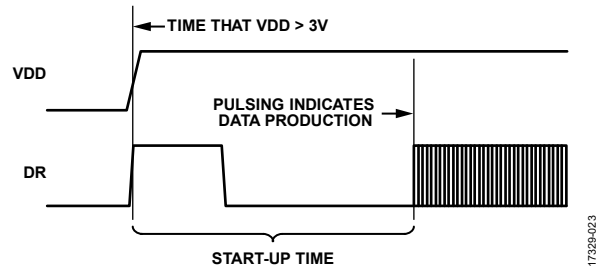 TIME THAT VDD > 3V
VDD
PULSING INDICATES
DATA PRODUCTION
DR
START-UP TIME
17329-023